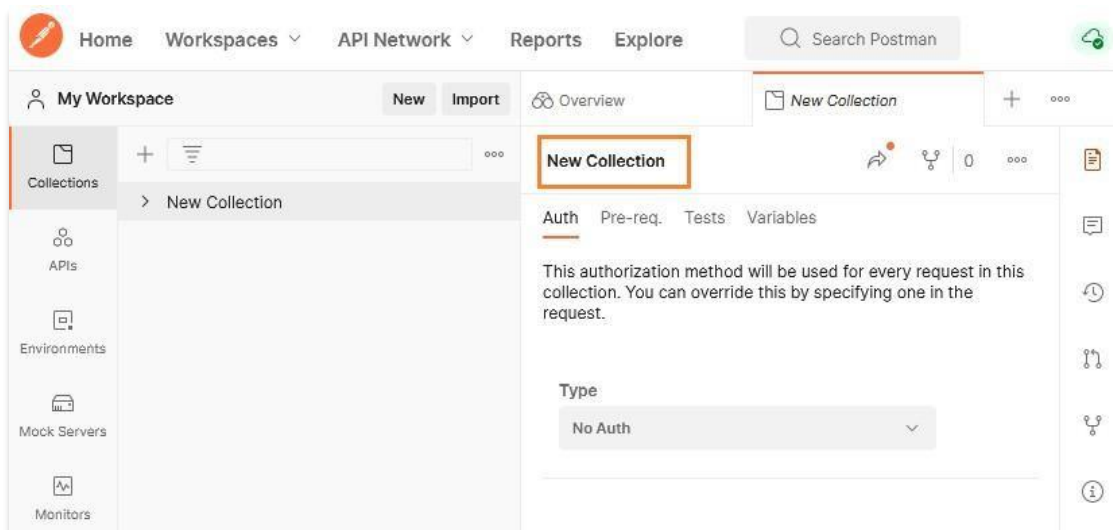 Home Workspaces API Network Reports Explore Search Postman
My Workspace New Import Overview New Collection
Collections
New Collection 0
New Collection
Auth Pre-req. Tests Variables
APIs
This authorization method will be used for every request in this
collection. You can override this by specifying one in the
request.
Environments
Type
No Auth
Mock Servers
Monitors